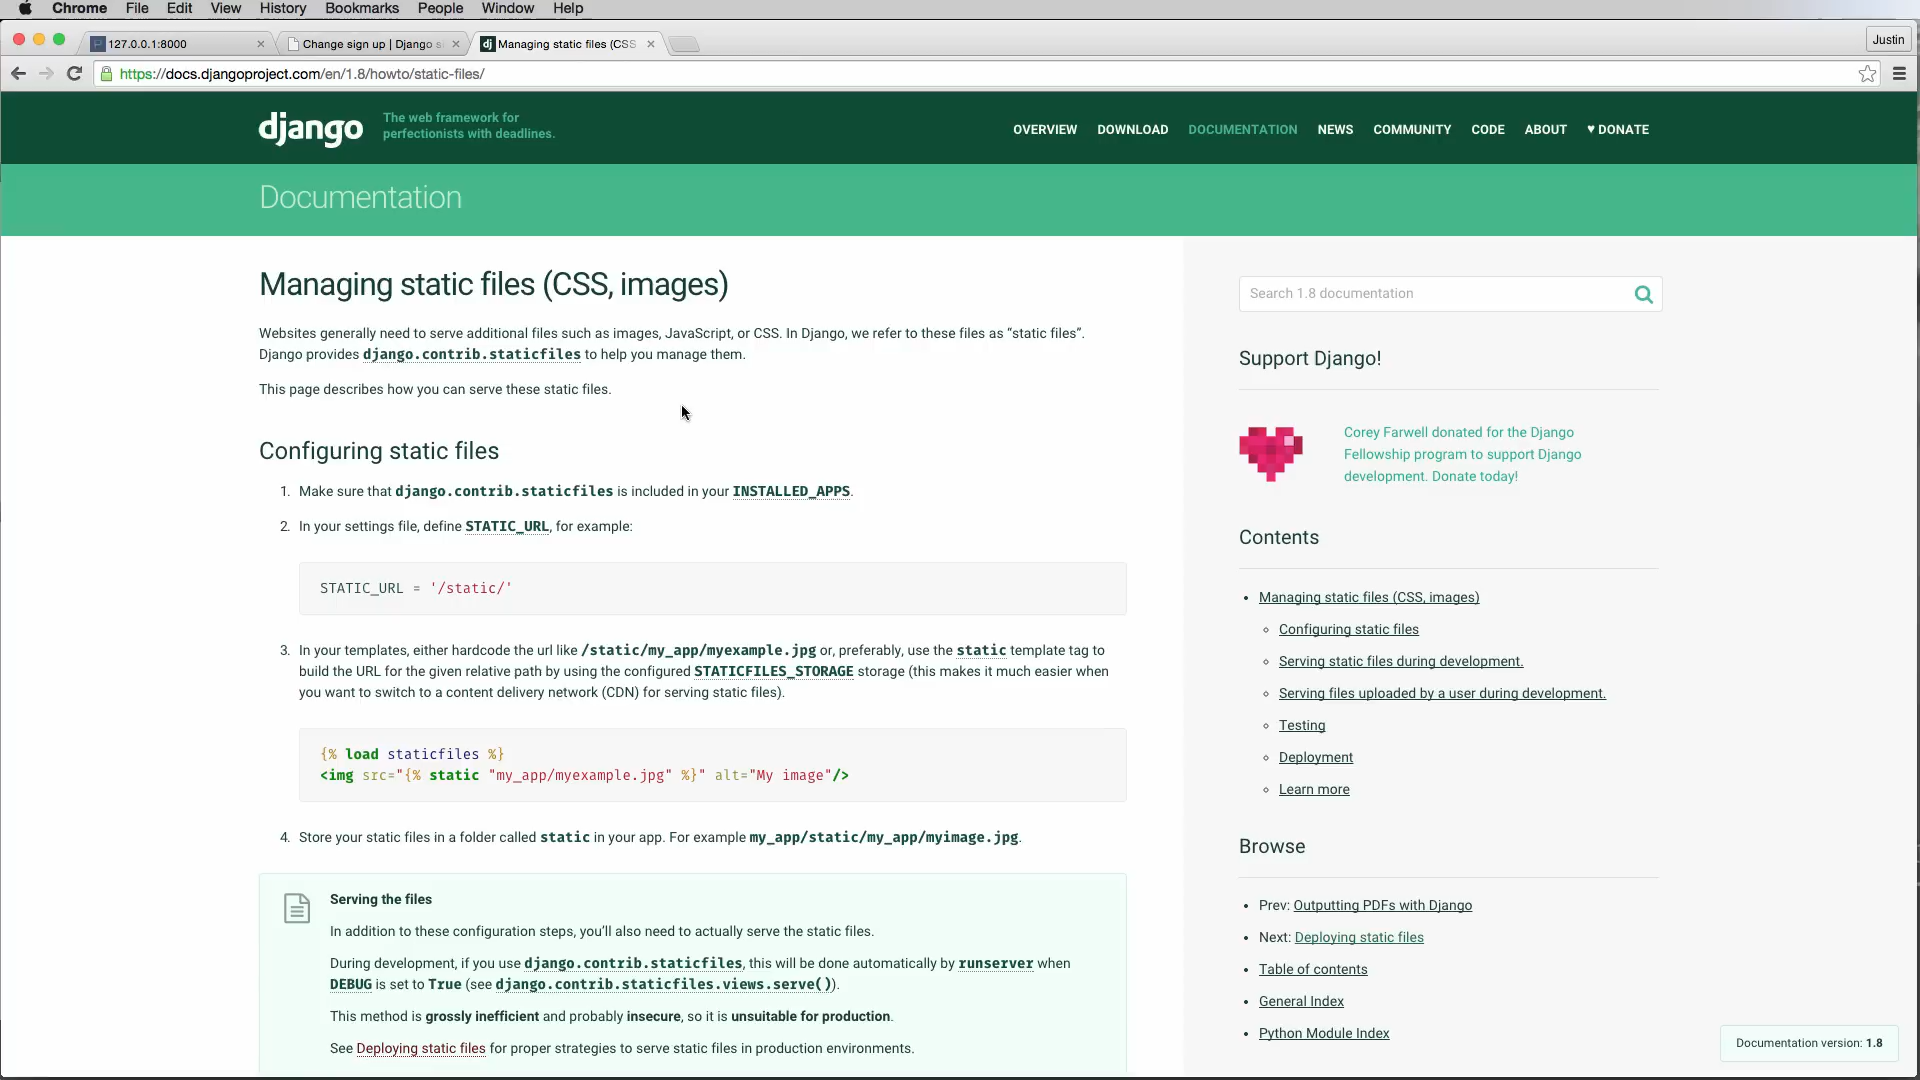 Chrome File Edit View History Bookmarks People Window Help
127.0.0.1:8000
Change sign up | Django s
dj Managing static files (CSS
Justin
https://docs.djangoproject.com/en/1.8/howto/static-files/
django
The web framework for
perfectionists with deadlines.
OVERVIEW DOWNLOAD DOCUMENTATION NEWS COMMUNITY CODE ABOUT ♥ DONATE
Documentation
Managing static files (CSS, images)
Websites generally need to serve additional files such as images, JavaScript, or CSS. In Django, we refer to these files as “static files”.
Django provides django.contrib.staticfiles to help you manage them.
This page describes how you can serve these static files.
Configuring static files
1. Make sure that django.contrib.staticfiles is included in your INSTALLED_APPS.
2. In your settings file, define STATIC_URL, for example:
STATIC_URL = '/static/'
3. In your templates, either hardcode the url like /static/my_app/myexample.jpg or, preferably, use the static template tag to
build the URL for the given relative path by using the configured STATICFILES_STORAGE storage (this makes it much easier when
you want to switch to a content delivery network (CDN) for serving static files).
{% load staticfiles %}
<img src="{% static "my_app/myexample.jpg" %}" alt="My image"/>
4. Store your static files in a folder called static in your app. For example my_app/static/my_app/myimage.jpg.
Serving the files
In addition to these configuration steps, you’ll also need to actually serve the static files.
During development, if you use django.contrib.staticfiles, this will be done automatically by runserver when
DEBUG is set to True (see django.contrib.staticfiles.views.serve()).
This method is grossly inefficient and probably insecure, so it is unsuitable for production.
See Deploying static files for proper strategies to serve static files in production environments.
Search 1.8 documentation
Support Django!
Corey Farwell donated for the Django
Fellowship program to support Django
development. Donate today!
Contents
Managing static files (CSS, images)
Configuring static files
Serving static files during development.
Serving files uploaded by a user during development.
Testing
Deployment
Learn more
Browse
Prev: Outputting PDFs with Django
Next: Deploying static files
Table of contents
General Index
Python Module Index
Documentation version: 1.8